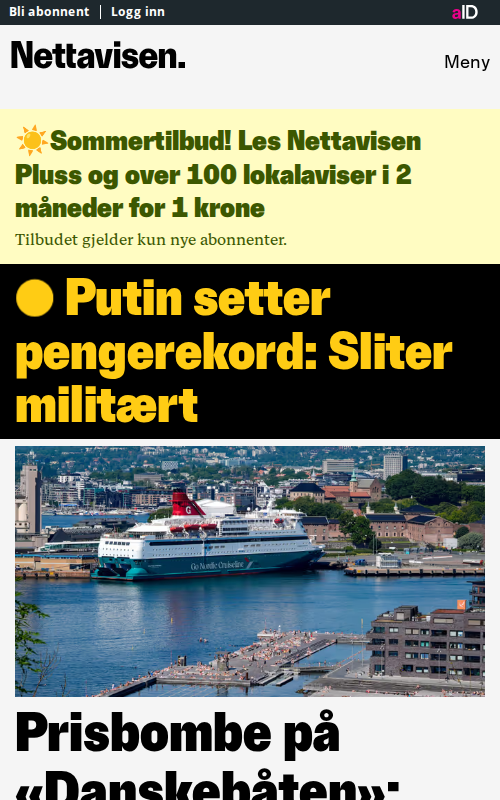 Bli abonnent | Logg inn
aID
Nettavisen.
Meny
Sommertilbud! Les Nettavisen
Pluss og over 100 lokalaviser i 2
måneder for 1 krone
Tilbudet gjelder kun nye abonnenter.
Putin setter
pengerekord: Sliter
militært
G
Go Nordic Cruiseline
Prisbombe på
«Danskebåten»: